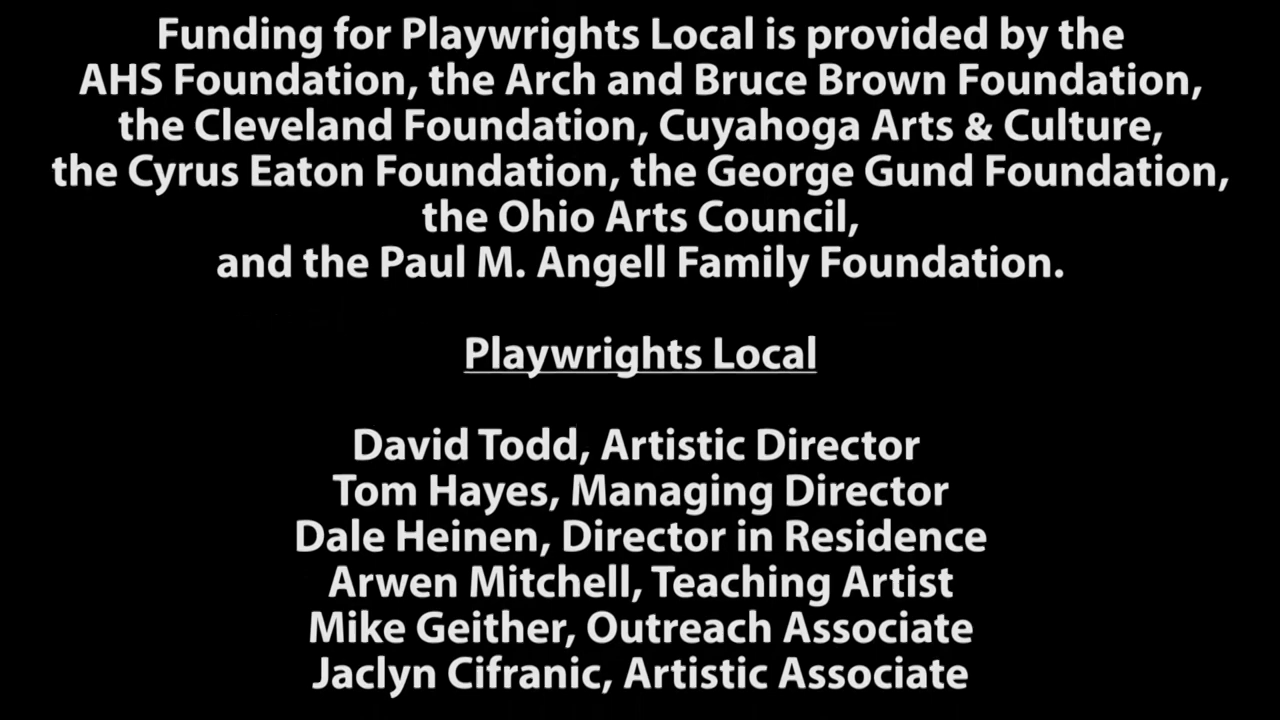 Funding for Playwrights Local is provided by the
AHS Foundation, the Arch and Bruce Brown Foundation,
the Cleveland Foundation, Cuyahoga Arts & Culture,
the Cyrus Eaton Foundation, the George Gund Foundation,
the Ohio Arts Council,
and the Paul M. Angell Family Foundation.
Playwrights Local
David Todd, Artistic Director
Tom Hayes, Managing Director
Dale Heinen, Director in Residence
Arwen Mitchell, Teaching Artist
Mike Geither, Outreach Associate
Jaclyn Cifranic, Artistic Associate